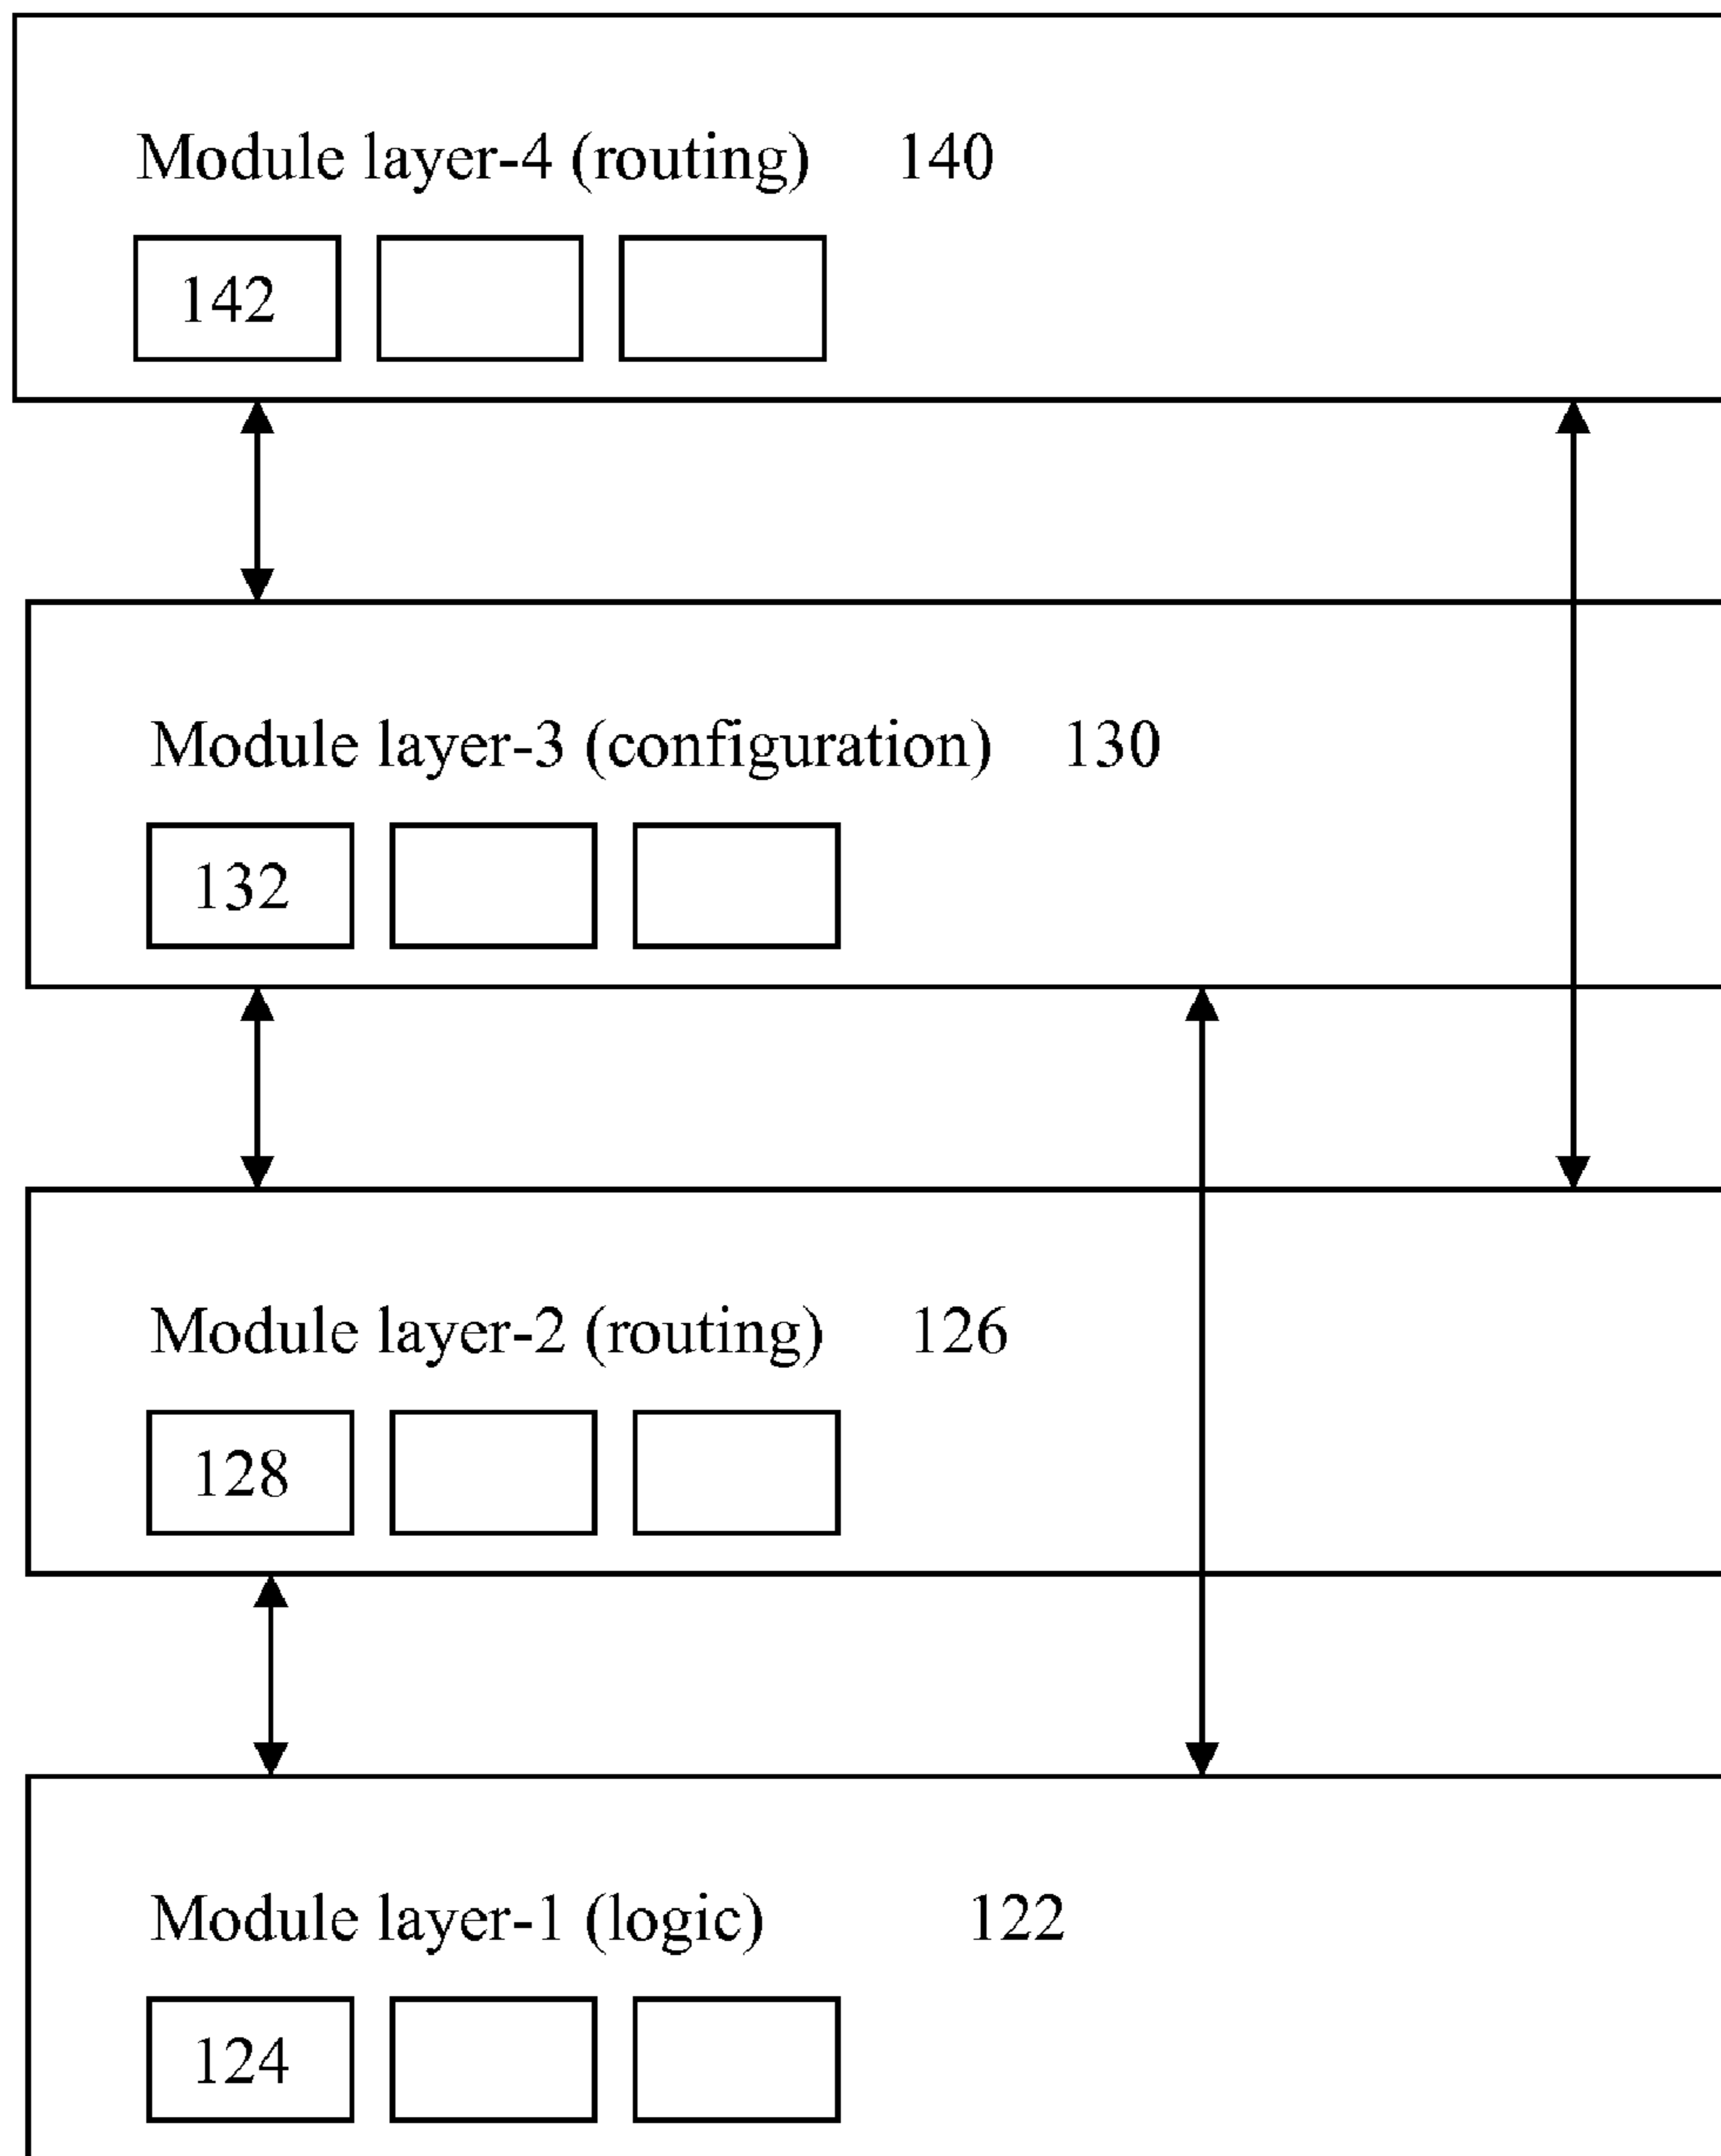 Module layer-4 (routing) 140
142
Module layer-3 (configuration) 130
132
Module layer-2 (routing) 126
128
Module layer-1 (logic) 122
124